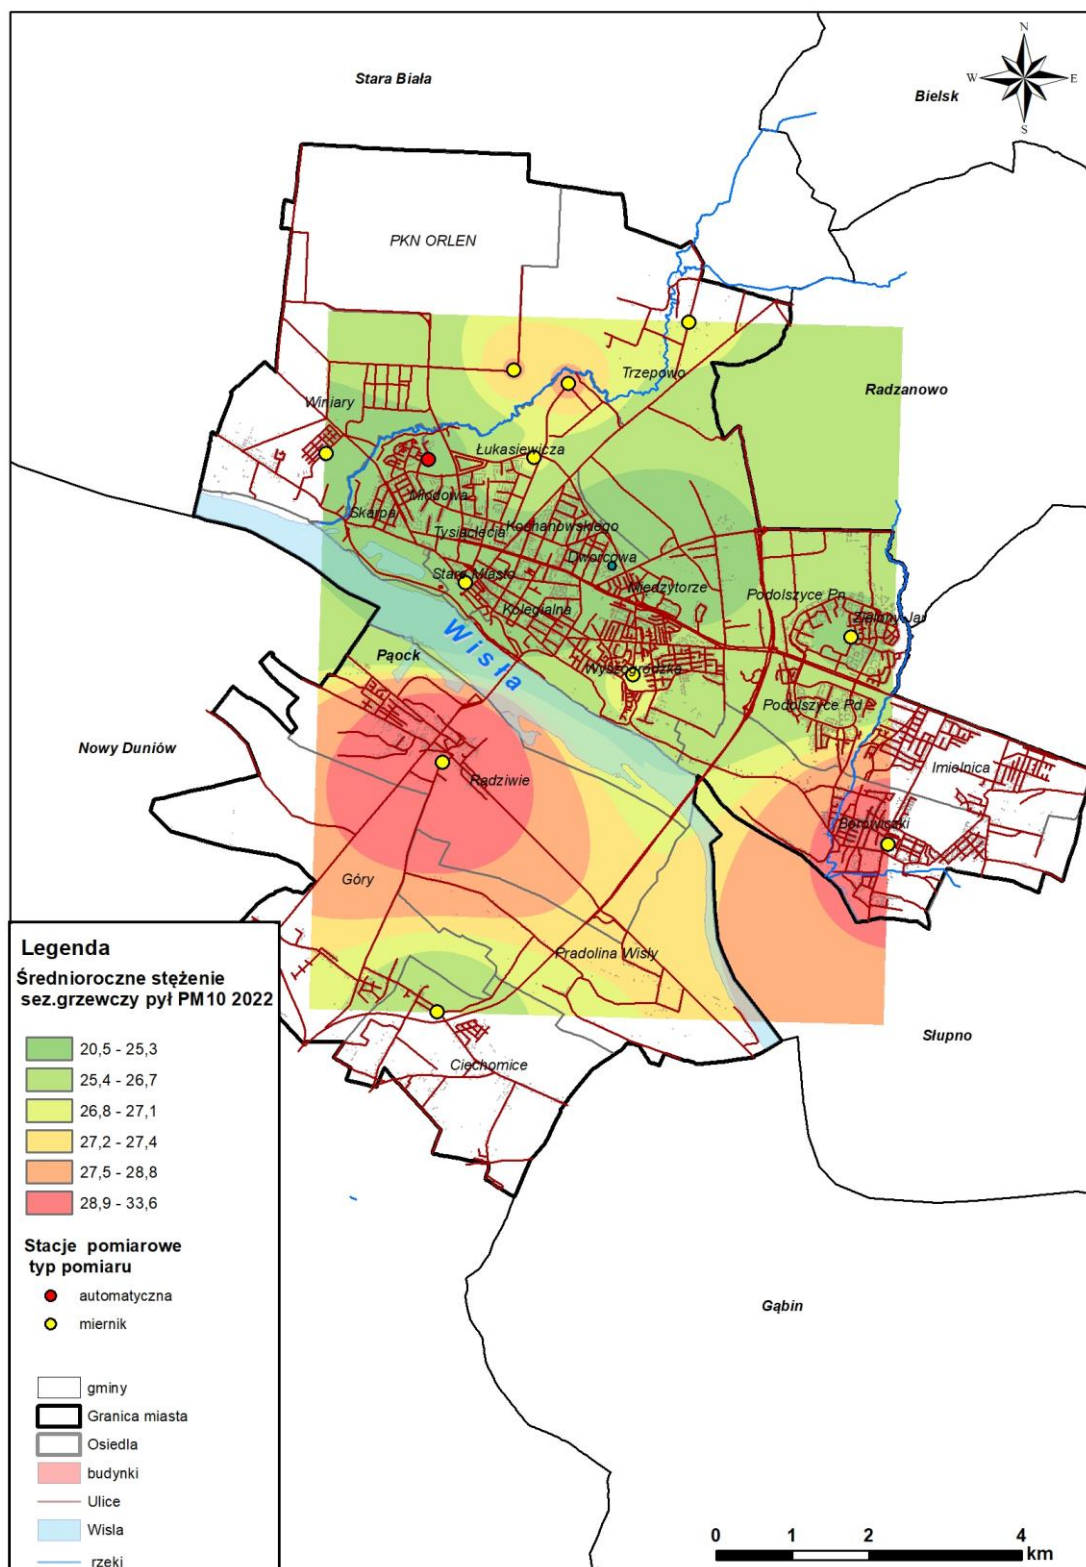 Stara Biała
Bielsk
N
W
E
S
PKN ORLEN
Trzepowo
Radzanowo
Winiary
Łukasiewicza
Miodowa
Skarpa
Kochanowskiego
Tysiąclecia
Dworcowa
Stare Miasto
Międzytorze
Kolegialna
Podolszyce Pn
Zielony Jar
Wisła
Pąock
Wyszogrodzka
Podolszyce Pd
Nowy Duniów
Radziwie
Imielnica
Borowiczki
Góry
Pradolina Wisły
Słupno
Ciechomice
Gąbin
Legenda
Średnioroczne stężenie
sez.grzewczy pył PM10 2022
20,5 - 25,3
25,4 - 26,7
26,8 - 27,1
27,2 - 27,4
27,5 - 28,8
28,9 - 33,6
Stacje pomiarowe
typ pomiaru
automatyczna
miernik
gminy
Granica miasta
Osiedla
budynki
Ulice
Wisla
rzeki
0 1 2 4
km